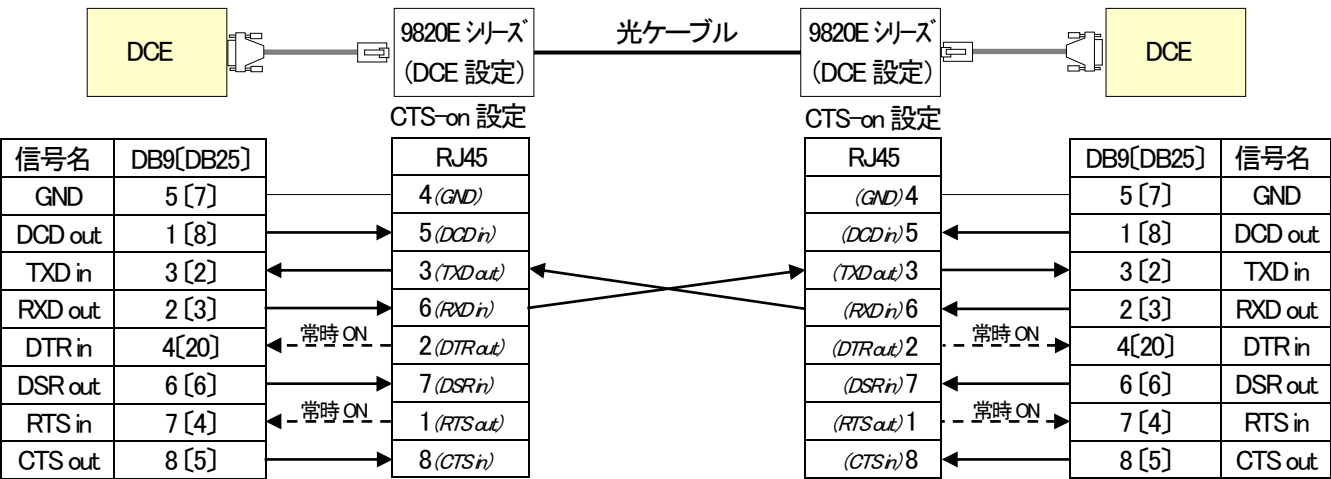 DCE 9820E シリーズ 光ケーブル 9820E シリーズ DCE
(DCE 設定) (DCE 設定)
CTS-on 設定 CTS-on 設定
信号名 DB9〔DB25〕 RJ45 RJ45 DB9〔DB25〕 信号名
GND 5〔7〕 4(GND) (GND)4 5〔7〕 GND
DCD out 1〔8〕 5(DCD in) (DCD in)5 1〔8〕 DCD out
TXD in 3〔2〕 3(TXD out) (TXD out)3 3〔2〕 TXD in
RXD out 2〔3〕 6(RXD in) (RXD in)6 2〔3〕 RXD out
DTR in 4〔20〕 常時 ON 2(DTR out) (DTR out)2 常時 ON 4〔20〕 DTR in
DSR out 6〔6〕 7(DSR in) (DSR in)7 6〔6〕 DSR out
RTS in 7〔4〕 常時 ON 1(RTS out) (RTS out)1 常時 ON 7〔4〕 RTS in
CTS out 8〔5〕 8(CTS in) (CTS in)8 8〔5〕 CTS out